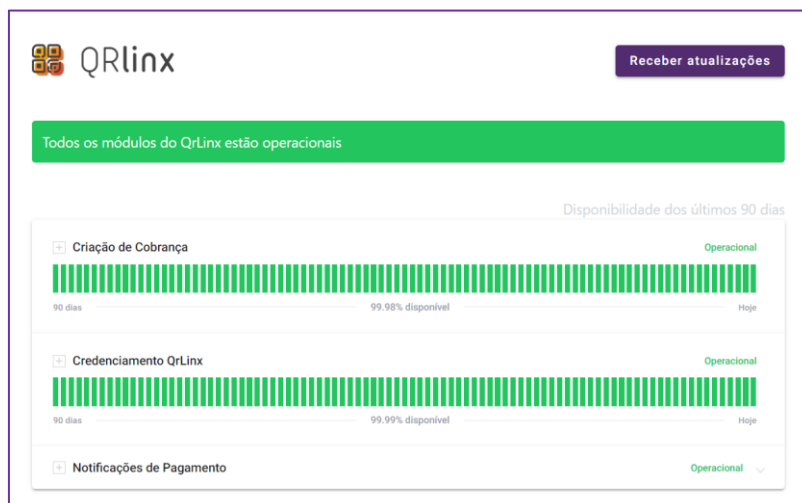 QRlinx
Receber atualizações
Todos os módulos do QrLinx estão operacionais
Disponibilidade dos últimos 90 dias
Criação de Cobrança
Operacional
90 dias
99.98% disponível
Hoje
Credenciamento QrLinx
Operacional
90 dias
99.99% disponível
Hoje
Notificações de Pagamento
Operacional